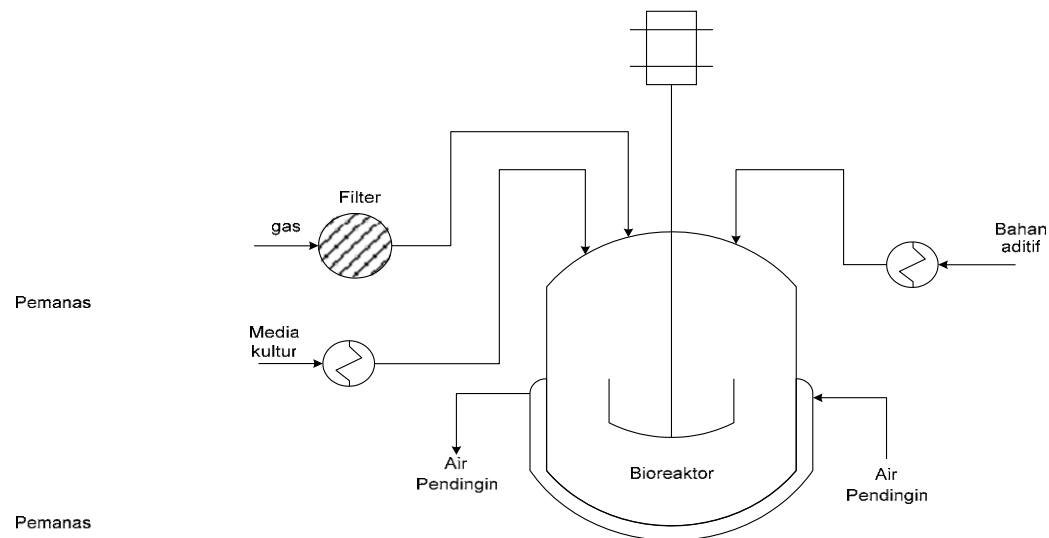 Filter
gas
Bahan
aditif
Pemanas
Media
kultur
Air
Pendingin
Bioreaktor
Air
Pendingin
Pemanas